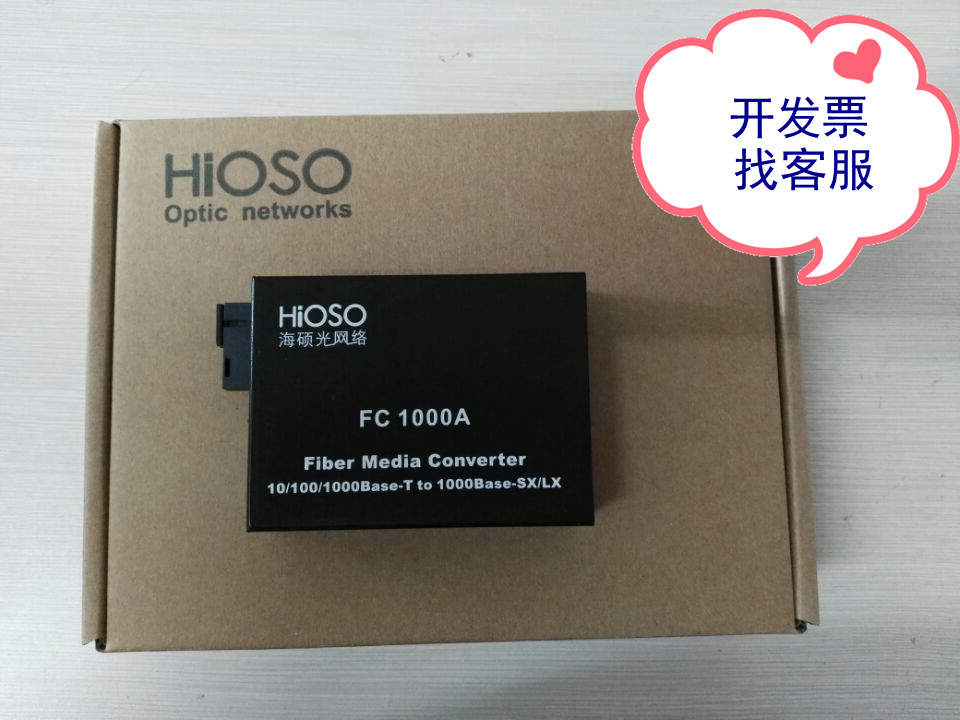 HiOSO
Optic networks
开发票
找客服
HiOSO
海硕光网络
FC 1000A
Fiber Media Converter
10/100/1000Base-T to 1000Base-SX/LX